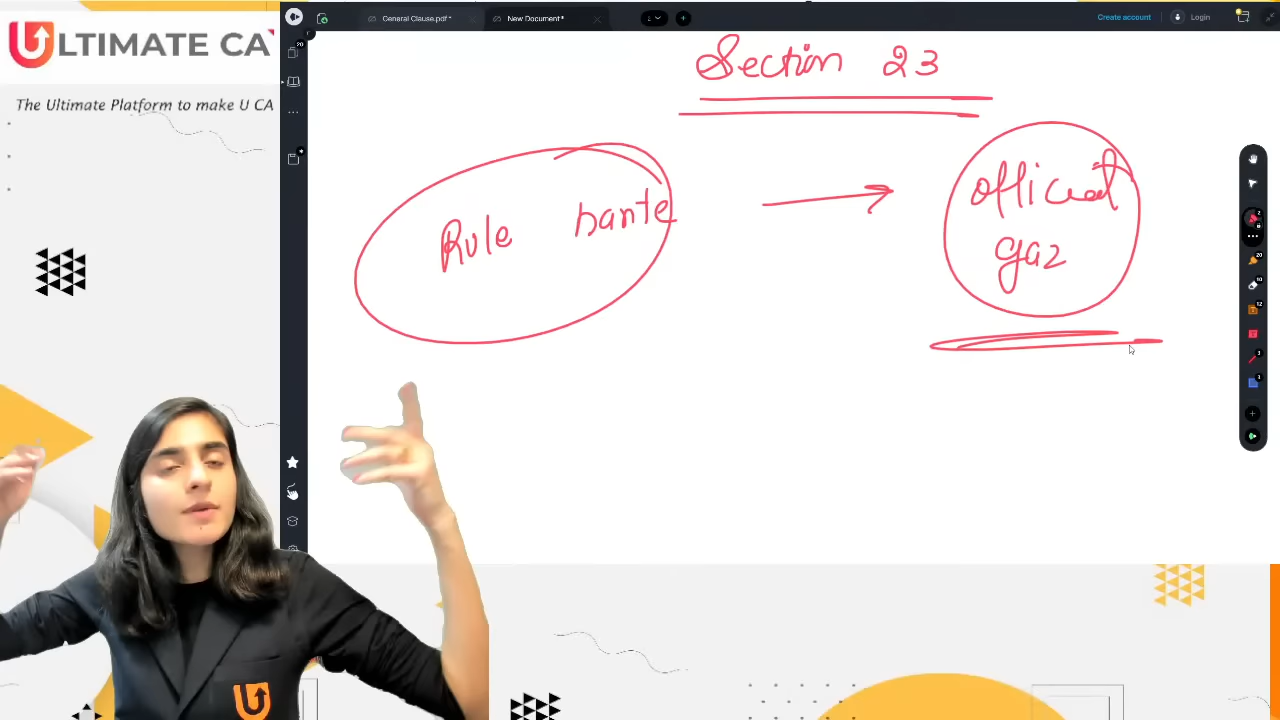 ULTIMATE CA
The Ultimate Platform to make U CA
General Clause.pdf*
New Document*
Create account
Login
Section 23
Rule bante
official
gaz